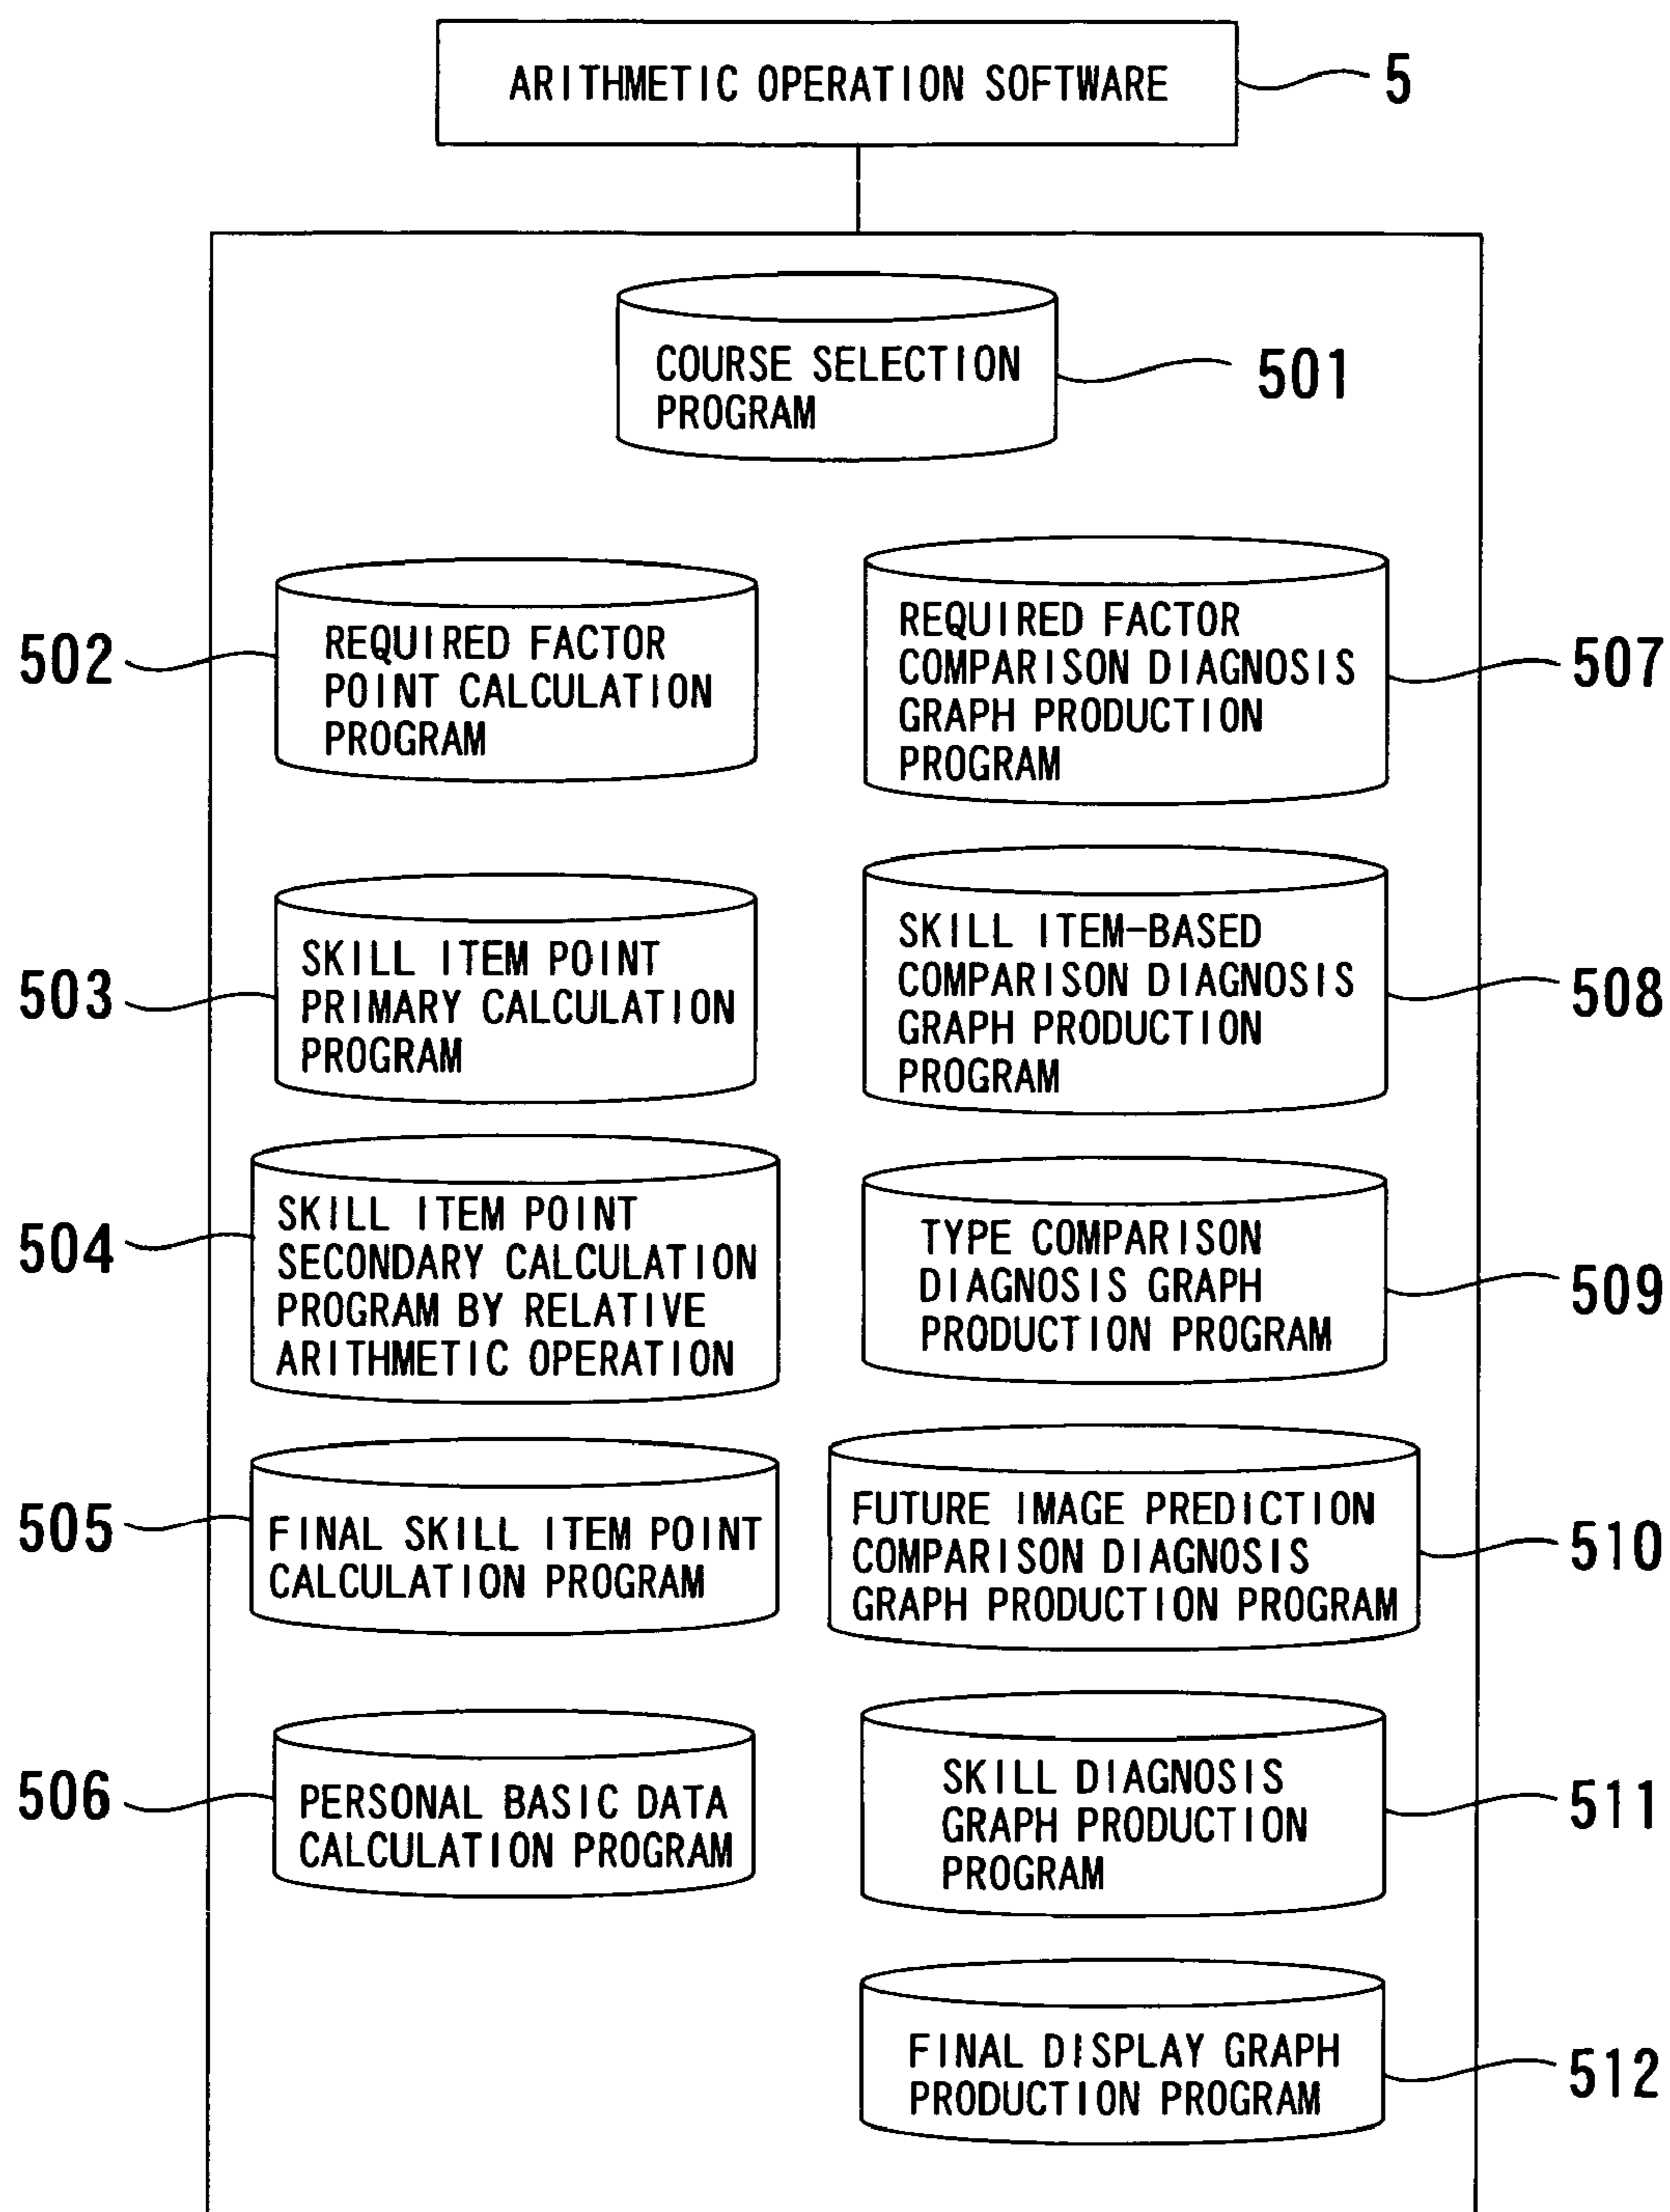 ARITHMETIC OPERATION SOFTWARE
5
COURSE SELECTION
PROGRAM
501
502
REQUIRED FACTOR
POINT CALCULATION
PROGRAM
503
SKILL ITEM POINT
PRIMARY CALCULATION
PROGRAM
504
SKILL ITEM POINT
SECONDARY CALCULATION
PROGRAM BY RELATIVE
ARITHMETIC OPERATION
505
FINAL SKILL ITEM POINT
CALCULATION PROGRAM
506
PERSONAL BASIC DATA
CALCULATION PROGRAM
REQUIRED FACTOR
COMPARISON DIAGNOSIS
GRAPH PRODUCTION
PROGRAM
507
SKILL ITEM-BASED
COMPARISON DIAGNOSIS
GRAPH PRODUCTION
PROGRAM
508
TYPE COMPARISON
DIAGNOSIS GRAPH
PRODUCTION PROGRAM
509
FUTURE IMAGE PREDICTION
COMPARISON DIAGNOSIS
GRAPH PRODUCTION PROGRAM
510
SKILL DIAGNOSIS
GRAPH PRODUCTION
PROGRAM
511
FINAL DISPLAY GRAPH
PRODUCTION PROGRAM
512